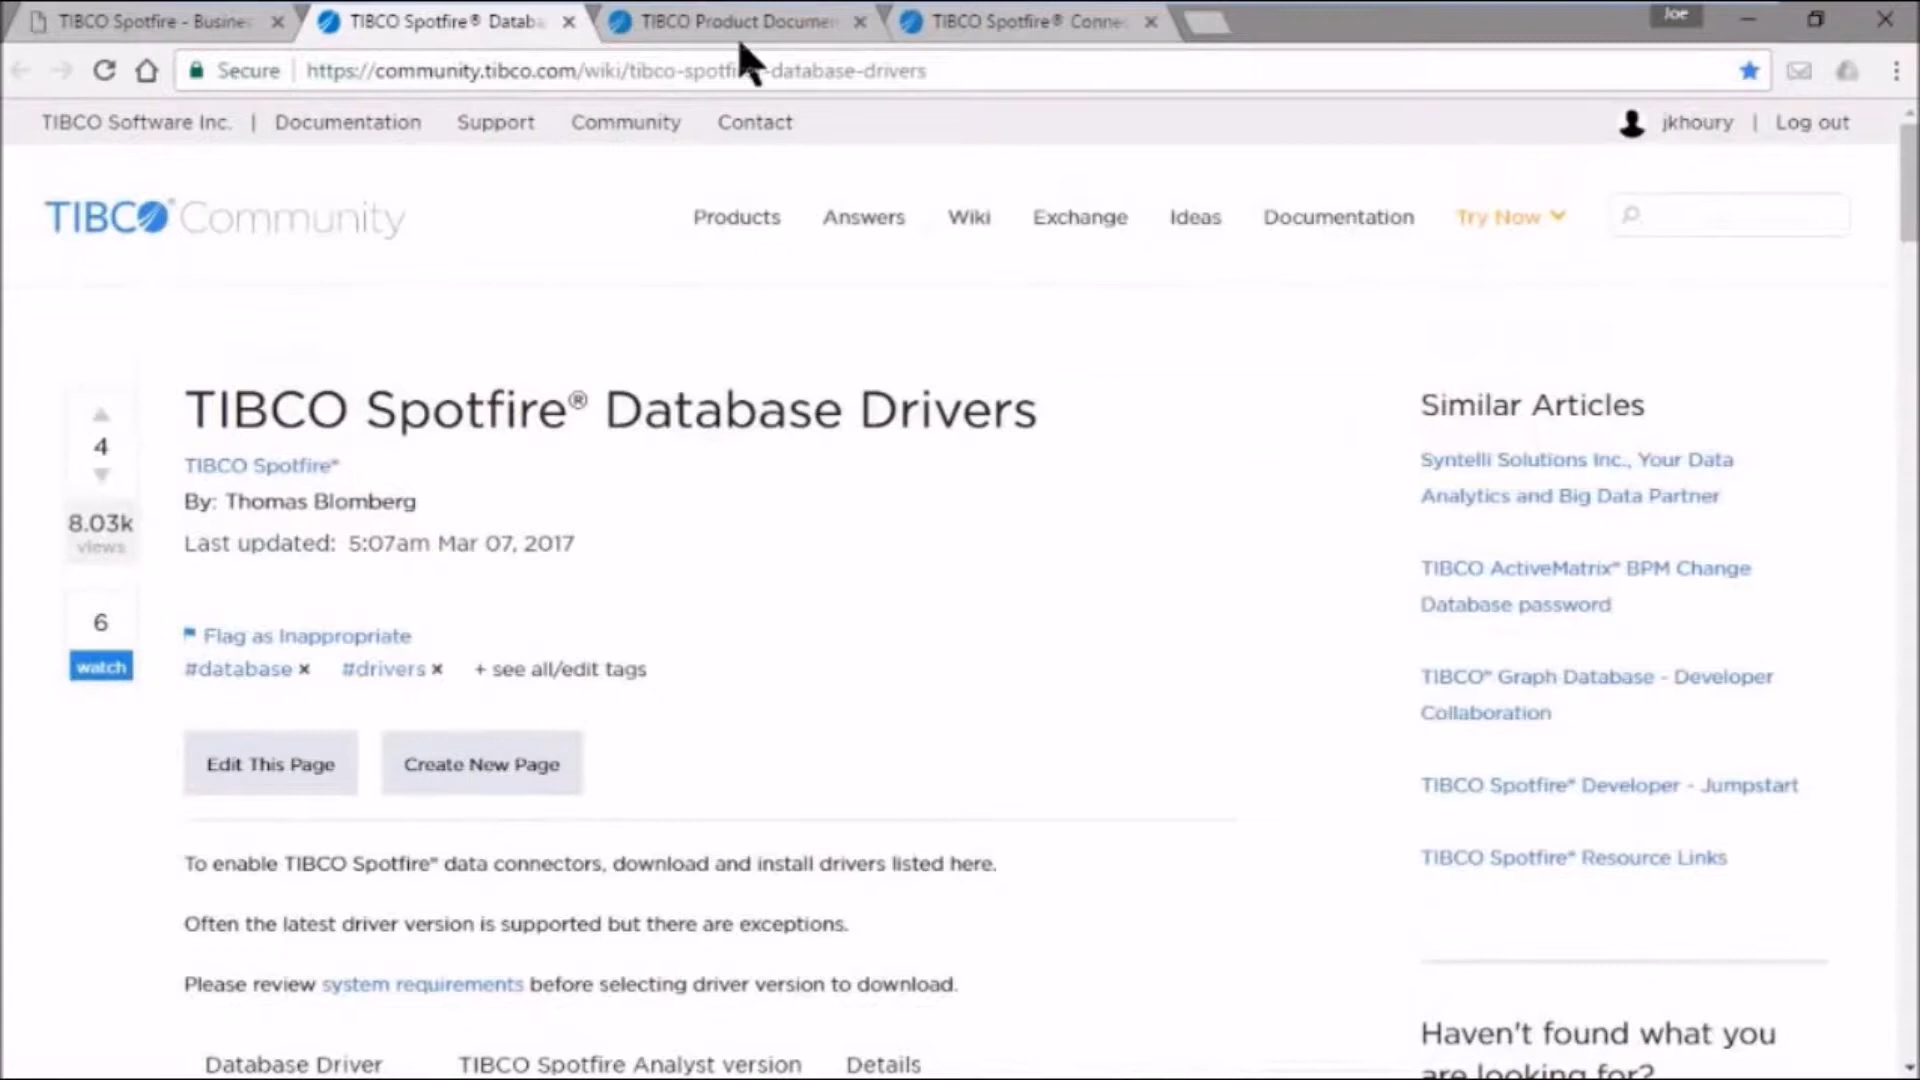 TIBCO Spotfire - Busine
TIBCO Spotfire® Databa
TIBCO Product Documen
TIBCO Spotfire® Conne
Joe
Secure
https://community.tibco.com/wiki/tibco-spotfi -database-drivers
TIBCO Software Inc. | Documentation Support Community Contact
jkhoury | Log out
TIBCO® Community
Products Answers Wiki Exchange Ideas Documentation Try Now
4
8.03k
views
6
watch
TIBCO Spotfire® Database Drivers
TIBCO Spotfire®
By: Thomas Blomberg
Last updated: 5:07am Mar 07, 2017
Flag as Inappropriate
#database × #drivers × + see all/edit tags
Edit This Page Create New Page
To enable TIBCO Spotfire® data connectors, download and install drivers listed here.
Often the latest driver version is supported but there are exceptions.
Please review system requirements before selecting driver version to download.
Database Driver TIBCO Spotfire Analyst version Details
Similar Articles
Syntelli Solutions Inc., Your Data
Analytics and Big Data Partner
TIBCO ActiveMatrix® BPM Change
Database password
TIBCO® Graph Database - Developer
Collaboration
TIBCO Spotfire® Developer - Jumpstart
TIBCO Spotfire® Resource Links
Haven't found what you
are looking for?